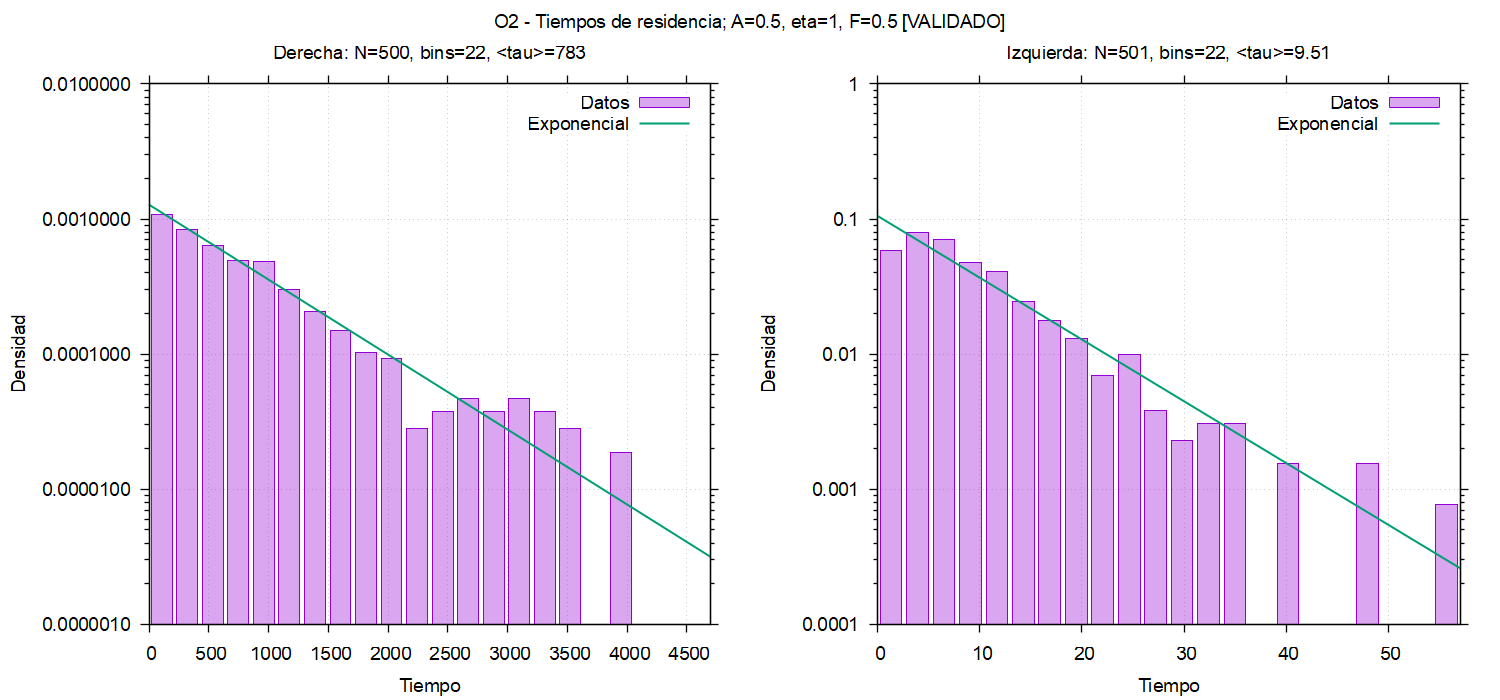 O2 - Tiempos de residencia; A=0.5, eta=1, F=0.5 [VALIDADO]
Derecha: N=500, bins=22, <tau>=783
0.0100000
0.0010000
0.0001000
0.0000100
0.0000010
Densidad
Datos
Exponencial
0 500 1000 1500 2000 2500 3000 3500 4000 4500
Tiempo
Izquierda: N=501, bins=22, <tau>=9.51
1
0.1
0.01
0.001
0.0001
Densidad
Datos
Exponencial
0 10 20 30 40 50
Tiempo